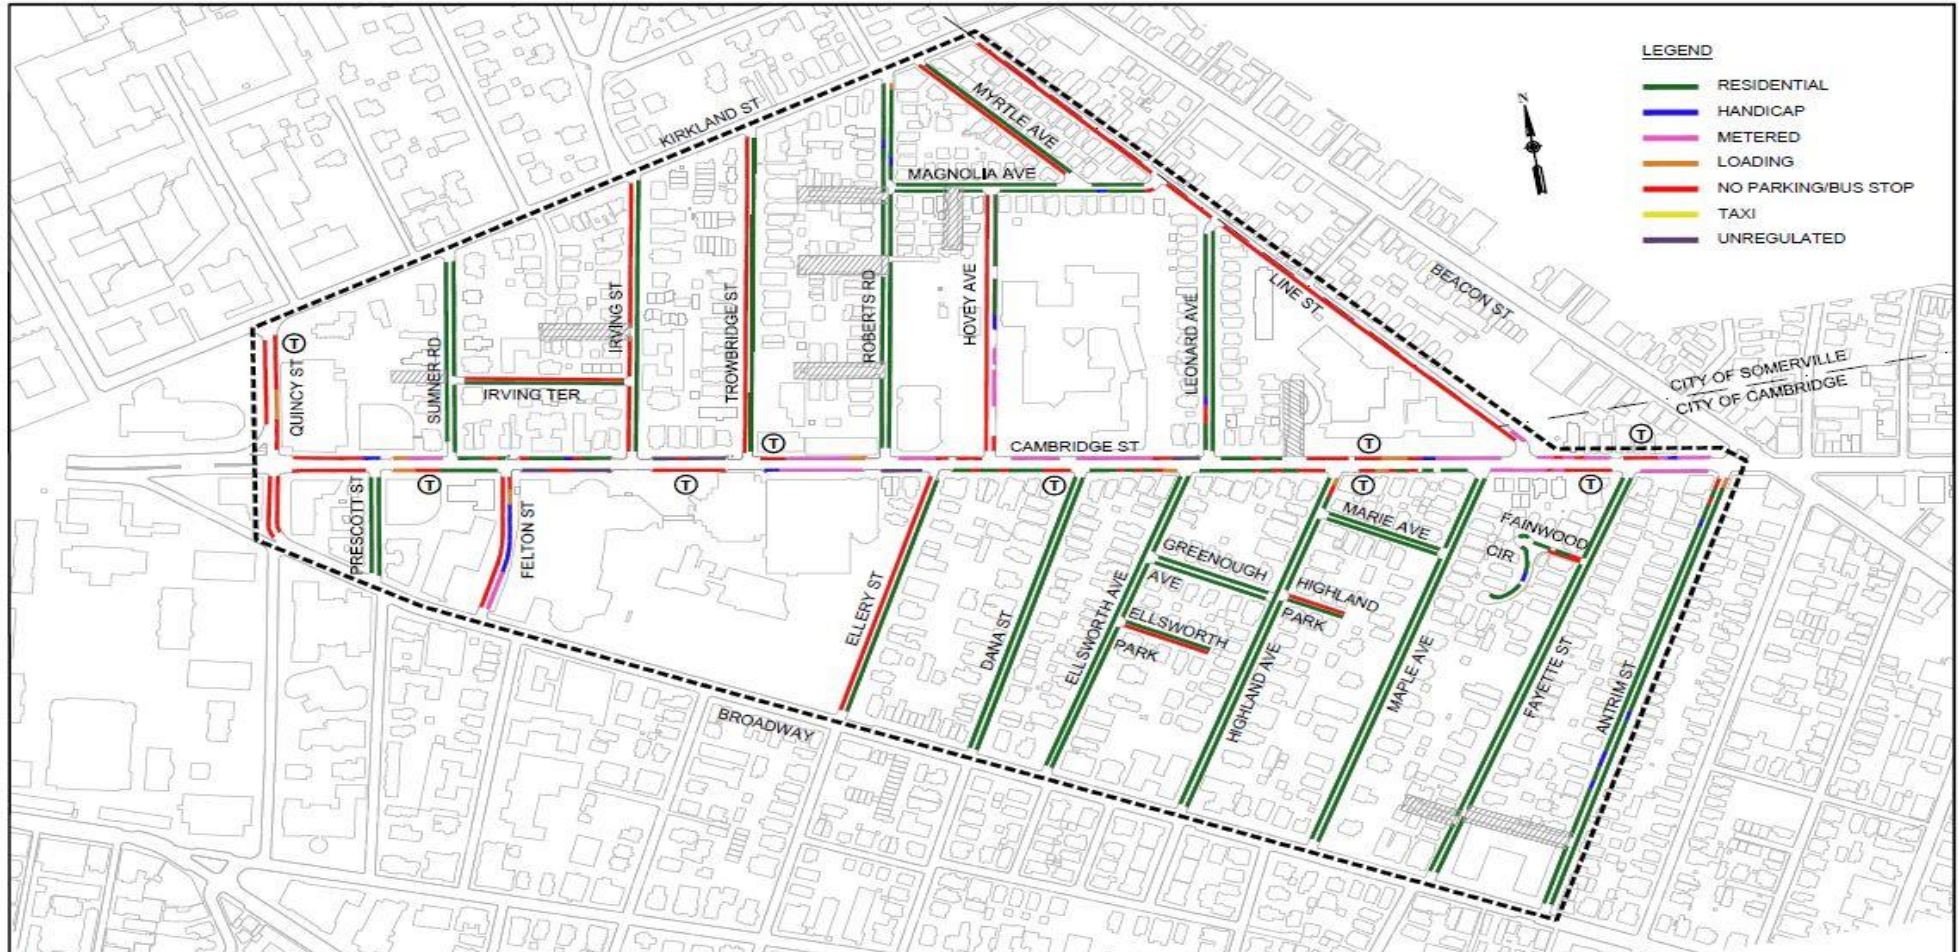 LEGEND
RESIDENTIAL
HANDICAP
METERED
LOADING
NO PARKING/BUS STOP
TAXI
UNREGULATED
N
KIRKLAND ST
MYRTLE AVE
MAGNOLIA AVE
BEACON ST
LINE ST
CITY OF SOMERVILLE
CITY OF CAMBRIDGE
QUINCY ST
SUMNER RD
IRVING ST
IRVING TER
TROWBRIDGE ST
ROBERTS RD
HOVEY AVE
LEONARD AVE
CAMBRIDGE ST
T
T
T
T
T
T
T
T
T
PRESCOTT ST
FELTON ST
ELLERY ST
DANA ST
ELLSWORTH AVE
GREENOUGH
AVE
ELLSWORTH
PARK
HIGHLAND AVE
HIGHLAND
PARK
MARIE AVE
MAPLE AVE
FAINWOOD
CIR
FAYETTE ST
ANTRIM ST
BROADWAY